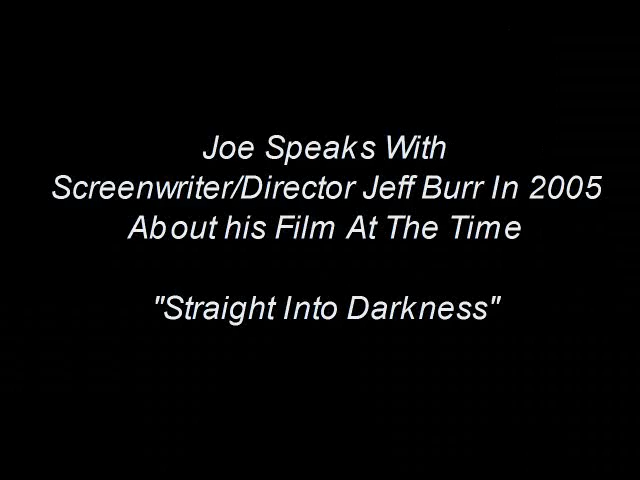 Joe Speaks With
Screenwriter/Director Jeff Burr In 2005
About his Film At The Time
"Straight Into Darkness"